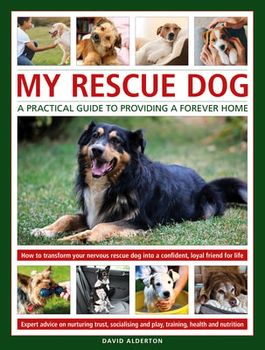 MY RESCUE DOG
A PRACTICAL GUIDE TO PROVIDING A FOREVER HOME
How to transform your nervous rescue dog into a confident, loyal friend for life
Expert advice on nurturing trust, socialising and play, training, health and nutrition
DAVID ALDERTON